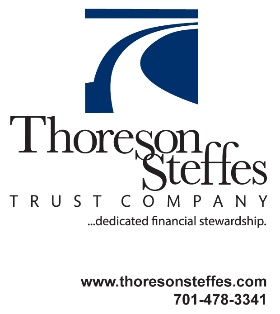 Thoreson
Steffes
TRUST COMPANY
...dedicated financial stewardship.
www.thoresonsteffes.com
701-478-3341